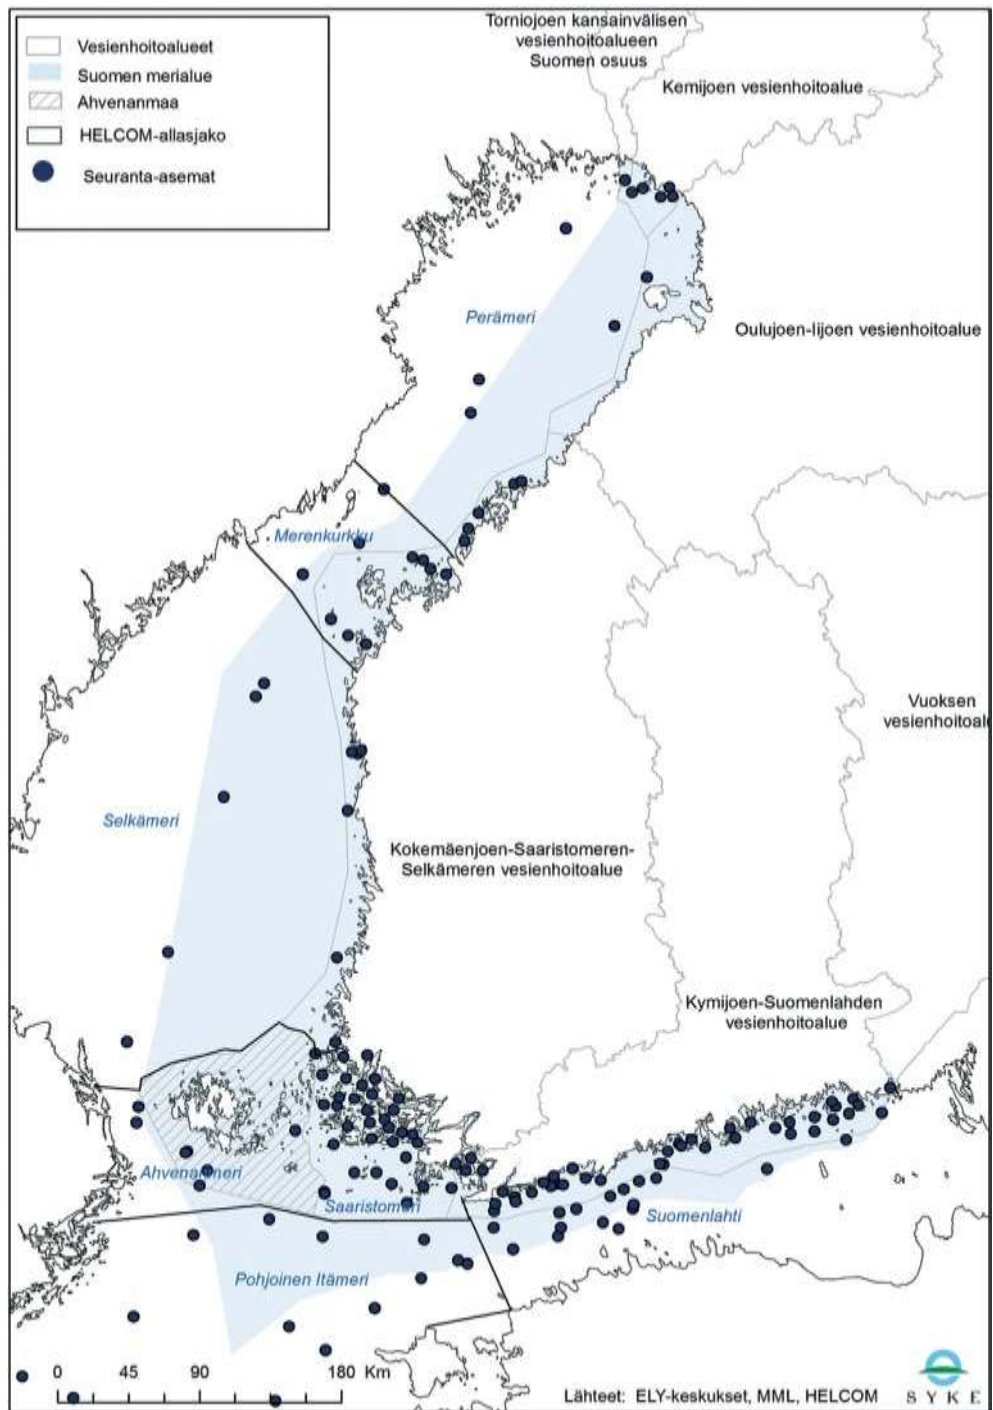 Vesienhoitoalueet
Suomen merialue
Ahvenanmaa
HELCOM-allasjako
Seuranta-asemat
Torniojoen kansainvälisen
vesienhoitoalueen
Suomen osuus
Kemijoen vesienhoitoalue
Perämeri
Oulujoen-Iijoen vesienhoitoalue
Merenkurkku
Vuoksen
vesienhoitoalu
Selkämeri
Kokemäenjoen-Saaristomeren-
Selkämeren vesienhoitoalue
Kymijoen-Suomenlahden
vesienhoitoalue
Ahvenanmeri
Saaristomeri
Suomenlahti
Pohjoinen Itämeri
0 45 90 180 Km
Lähteet: ELY-keskukset, MML, HELCOM
SYKE